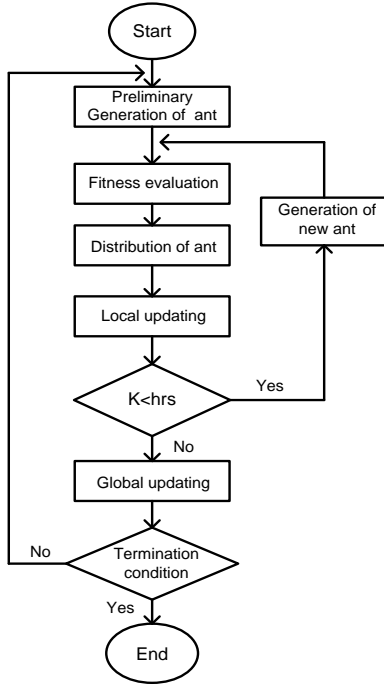 Start
Preliminary
Generation of ant
Fitness evaluation
Generation of
new ant
Distribution of ant
Local updating
K<hrs
Yes
No
Global updating
No
Termination
condition
Yes
End